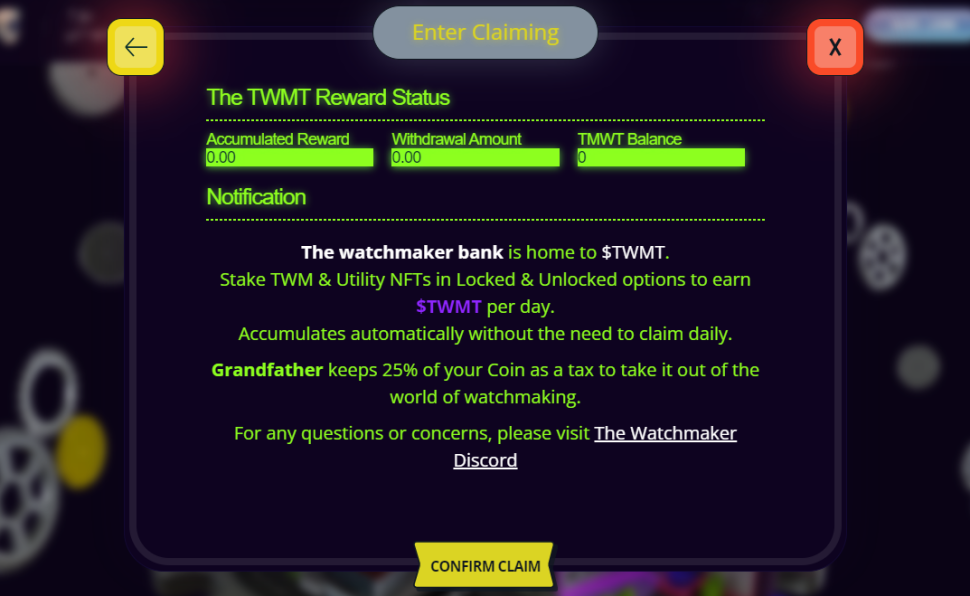 Enter Claiming
←
X
The TWMT Reward Status
Accumulated Reward
Withdrawal Amount
TMWT Balance
0.00
0.00
0
Notification
The watchmaker bank is home to $TWMT.
Stake TWM & Utility NFTs in Locked & Unlocked options to earn
$TWMT per day.
Accumulates automatically without the need to claim daily.
Grandfather keeps 25% of your Coin as a tax to take it out of the
world of watchmaking.
For any questions or concerns, please visit The Watchmaker
Discord
CONFIRM CLAIM